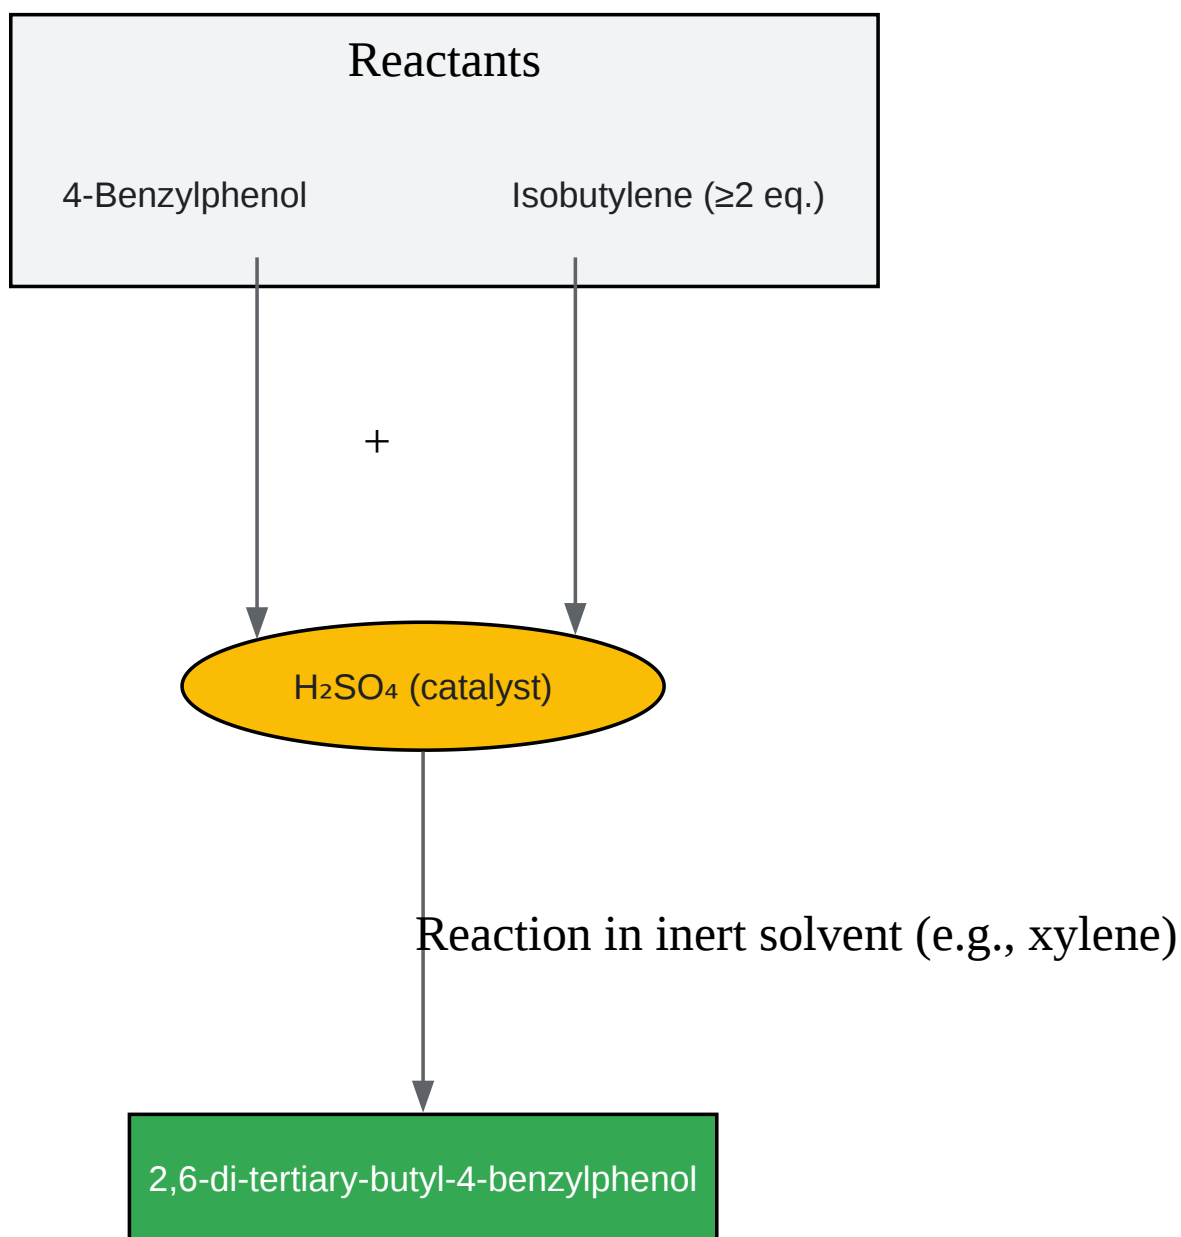 Reactants
4-Benzylphenol
Isobutylene (≥2 eq.)
+
H₂SO₄ (catalyst)
Reaction in inert solvent (e.g., xylene)
2,6-di-tertiary-butyl-4-benzylphenol